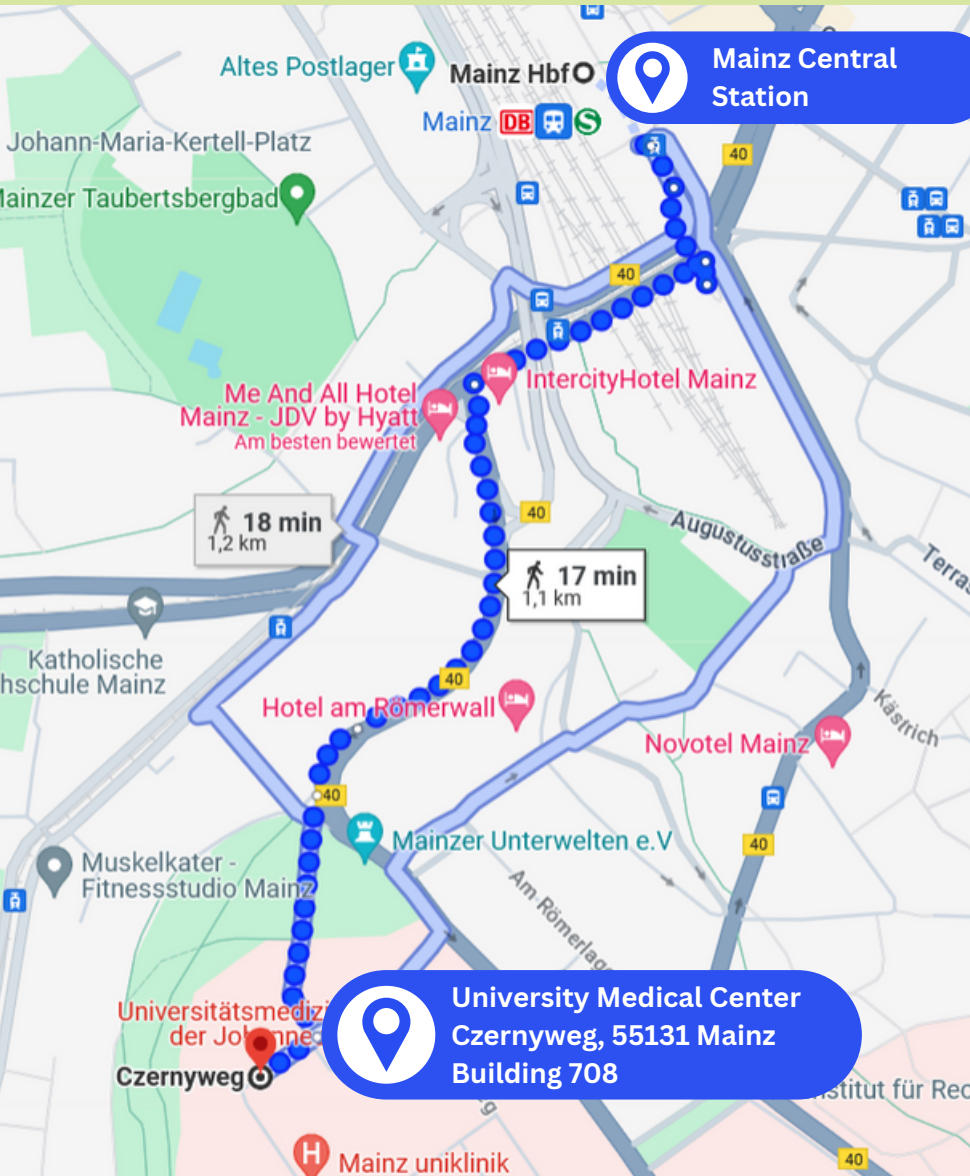 Altes Postlager
Mainz Hbf
Mainz Central
Station
Mainz DB S
Johann-Maria-Kertell-Platz
40
Mainzer Taubertsbergbad
40
Me And All Hotel
Mainz - JDV by Hyatt
Am besten bewertet
IntercityHotel Mainz
18 min
1,2 km
40
Augustusstraße
17 min
1,1 km
Katholische
hschule Mainz
40
Hotel am Römerwall
Kästrich
Novotel Mainz
40
Mainzer Unterwelten e.V
40
Muskelkater -
Fitnessstudio Mainz
Am Römerlag
Universitätsmedizi
der Joh nne
University Medical Center
Czernyweg, 55131 Mainz
Building 708
Czernyweg
stitut für Rec
H Mainz uniklinik
40